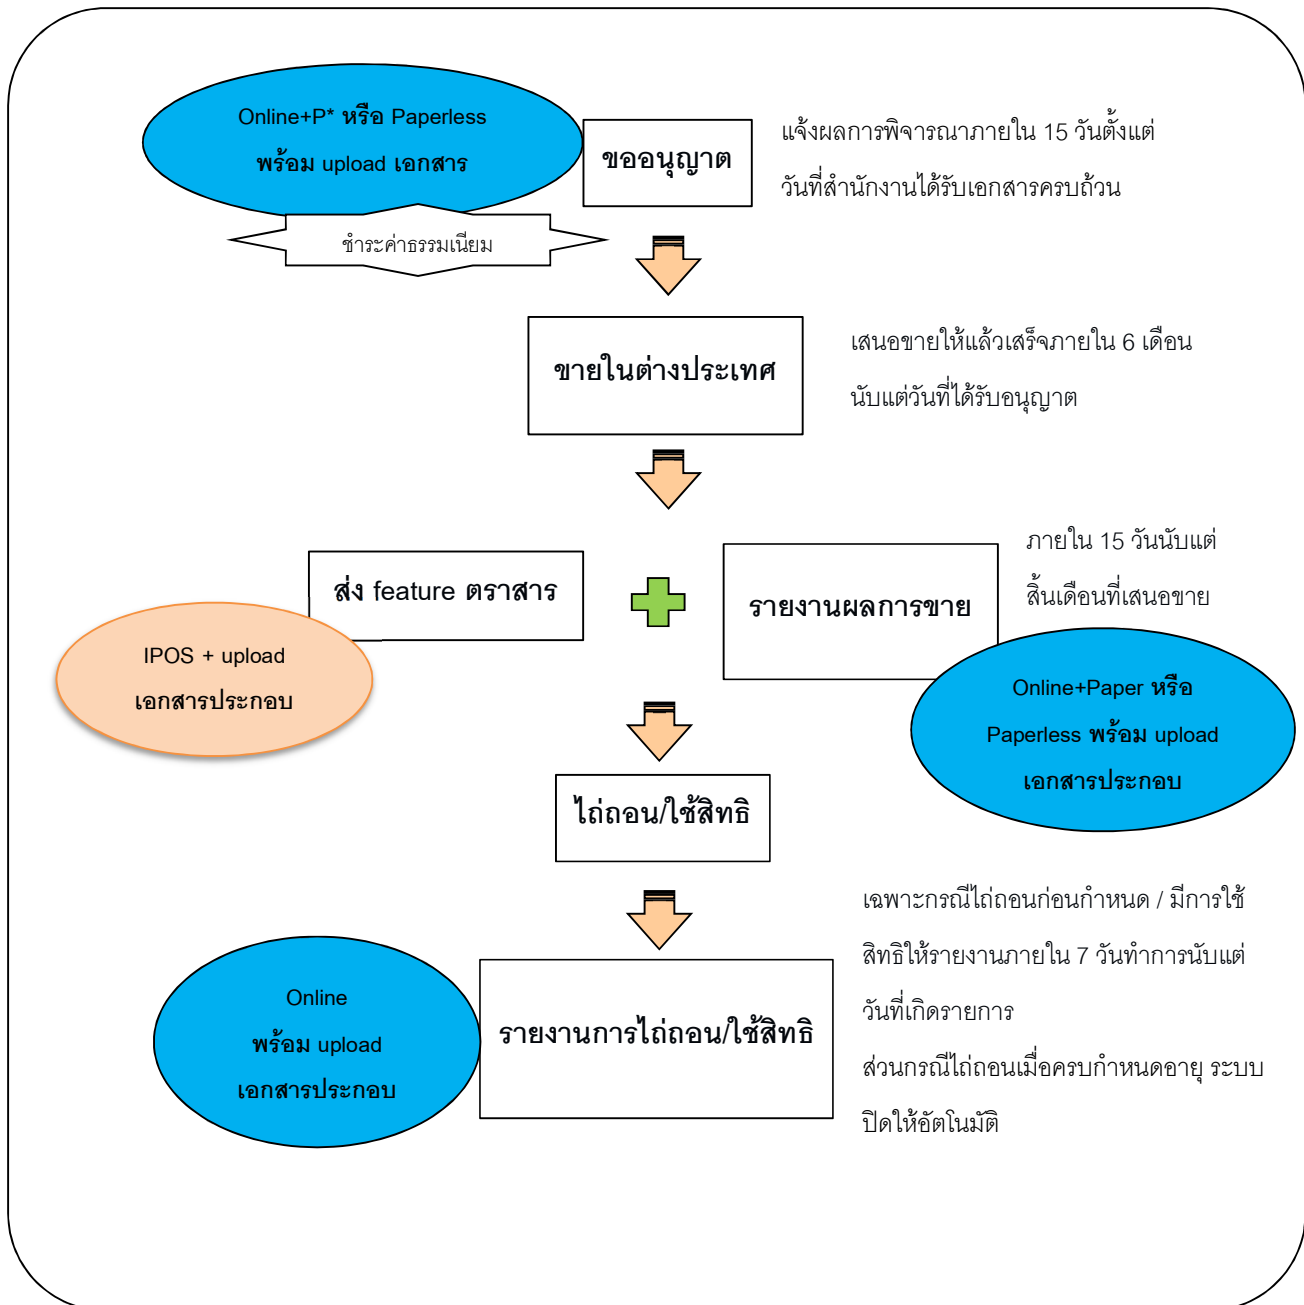 Online+P* หรือ Paperless
พร้อม upload เอกสาร
ขออนุญาต
แจ้งผลการพิจารณาภายใน 15 วันตั้งแต่
วันที่สำนักงานได้รับเอกสารครบถ้วน
ชำระค่าธรรมเนียม
ขายในต่างประเทศ
เสนอขายให้แล้วเสร็จภายใน 6 เดือน
นับแต่วันที่ได้รับอนุญาต
ส่ง feature ตราสาร
IPOS + upload
เอกสารประกอบ
รายงานผลการขาย
ภายใน 15 วันนับแต่
สิ้นเดือนที่เสนอขาย
Online+Paper หรือ
Paperless พร้อม upload
เอกสารประกอบ
ไถ่ถอน/ใช้สิทธิ
Online
พร้อม upload
เอกสารประกอบ
รายงานการไถ่ถอน/ใช้สิทธิ
เฉพาะกรณีไถ่ถอนก่อนกำหนด / มีการใช้
สิทธิให้รายงานภายใน 7 วันทำการนับแต่
วันที่เกิดรายการ
ส่วนกรณีไถ่ถอนเมื่อครบกำหนดอายุ ระบบ
ปิดให้อัตโนมัติ